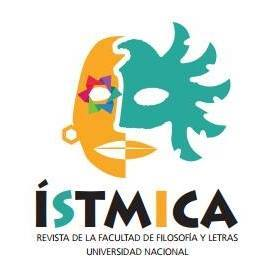 ÍSTMICA
REVISTA DE LA FACULTAD DE FILOSOFÍA Y LETRAS
UNIVERSIDAD NACIONAL